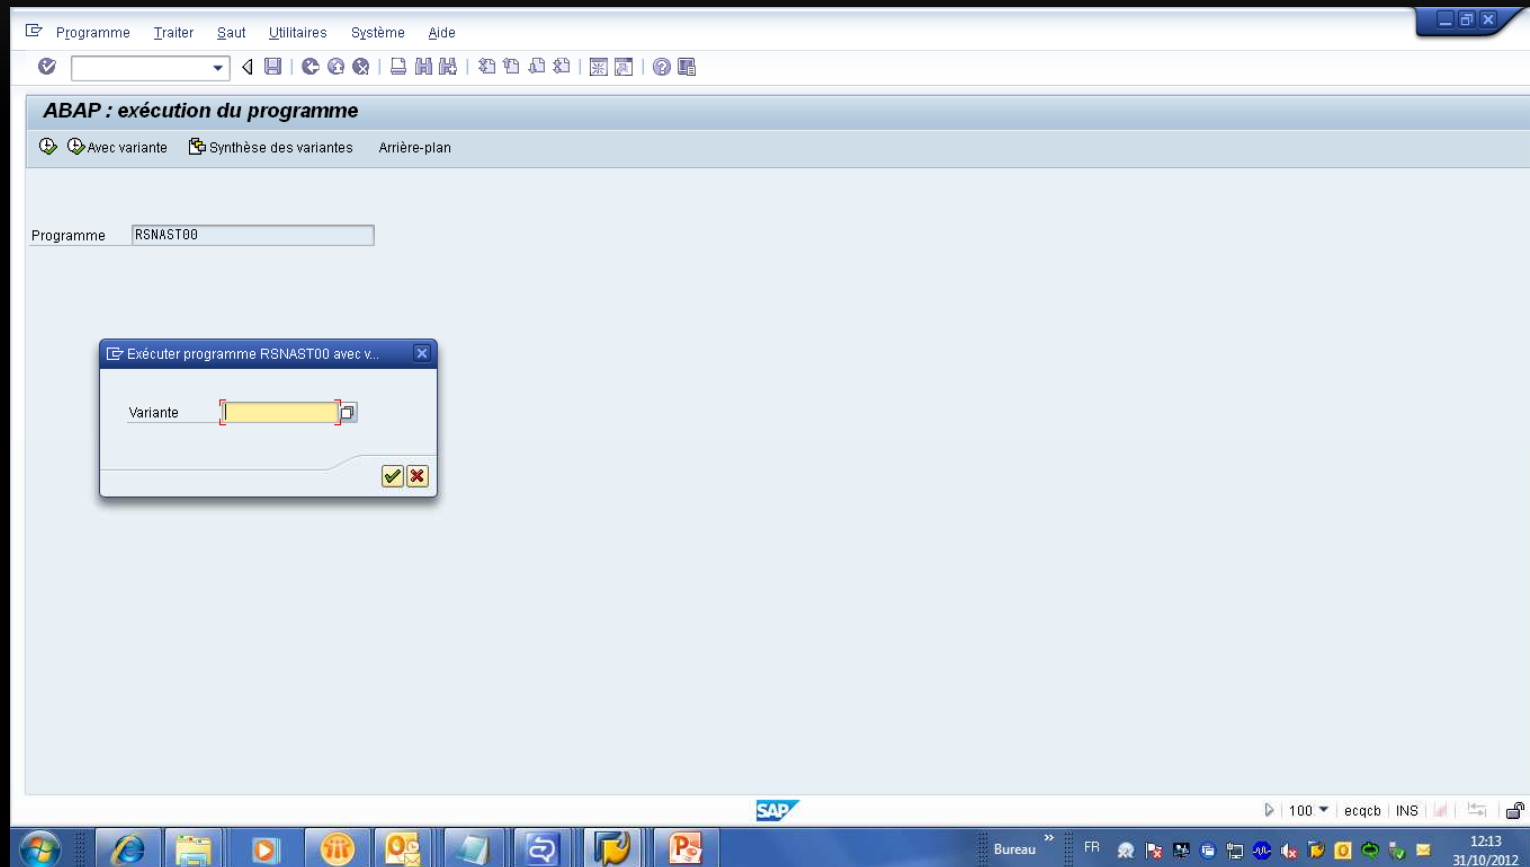 Programme Traiter Saut Utilitaires Système Aide
ABAP : exécution du programme
Avec variante Synthèse des variantes Arrière-plan
Programme RSNAST00
Exécuter programme RSNAST00 avec v...
Variante
SAP
100 ecqcb INS
Bureau » FR 12:13
31/10/2012